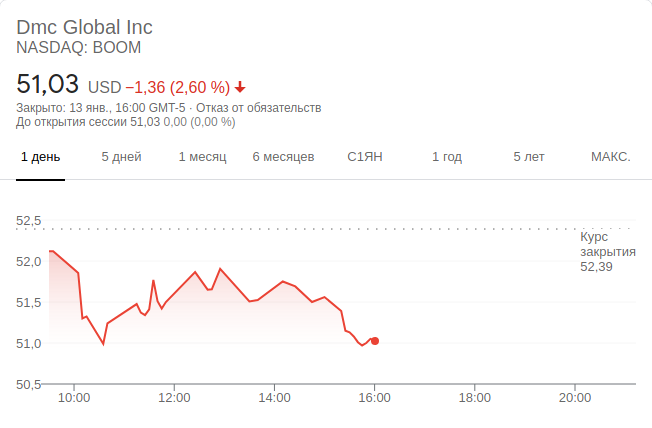 Dmc Global Inc
NASDAQ: BOOM
51,03 USD −1,36 (2,60 %)
Закрыто: 13 янв., 16:00 GMT-5 · Отказ от обязательств
До открытия сессии 51,03 0,00 (0,00 %)
1 день 5 дней 1 месяц 6 месяцев С1ЯН 1 год 5 лет МАКС.
52,5
Курс
закрытия
52,39
52,0
51,5
51,0
50,5
10:00 12:00 14:00 16:00 18:00 20:00